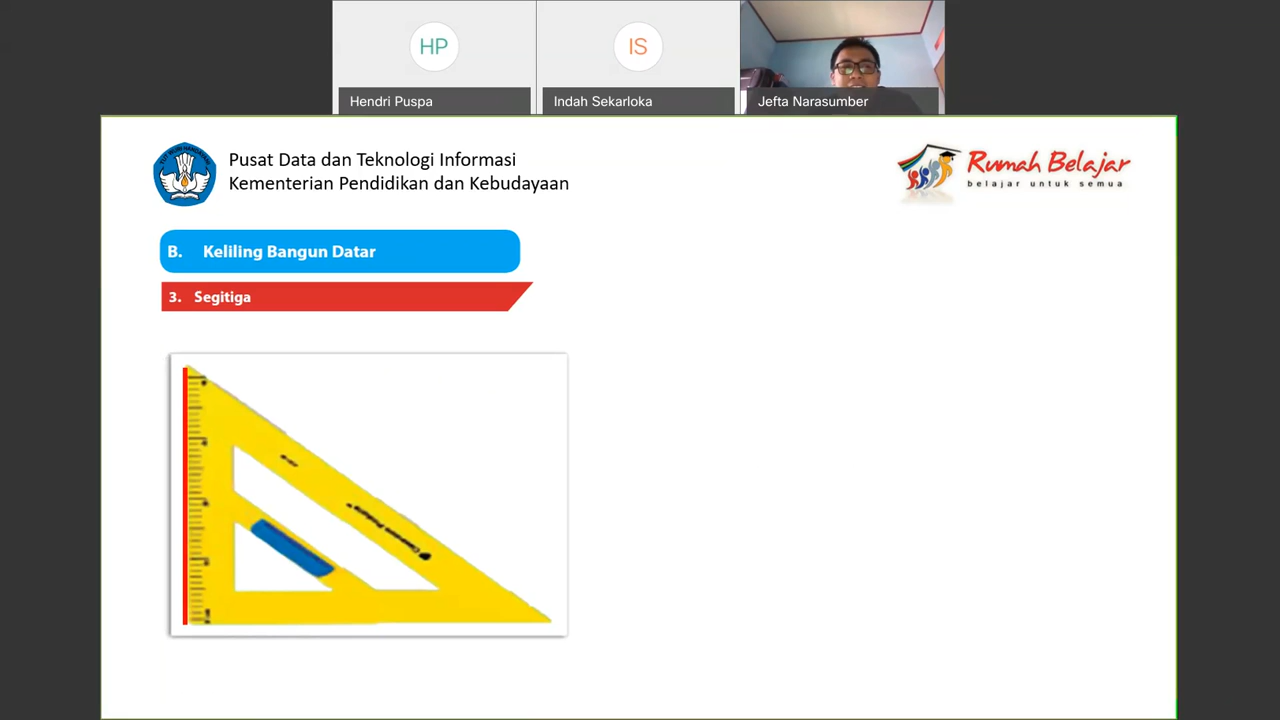 HP
IS
Hendri Puspa
Indah Sekarloka
Jefta Narasumber
Pusat Data dan Teknologi Informasi
Kementerian Pendidikan dan Kebudayaan
Rumah Belajar
belajar untuk semua
B. Keliling Bangun Datar
3. Segitiga